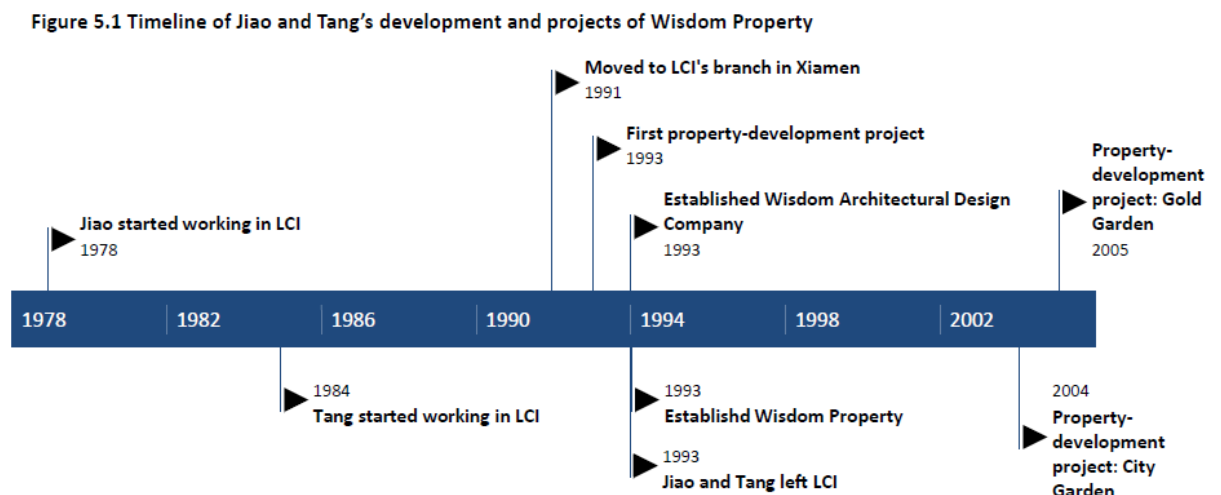 Figure 5.1 Timeline of Jiao and Tang's development and projects of Wisdom Property
Moved to LCI's branch in Xiamen
1991
First property-development project
1993
Property-
development
project: Gold
Garden
2005
Established Wisdom Architectural Design
Company
1993
Jiao started working in LCI
1978
1978
1982
1986
1990
1994
1998
2002
1984
Tang started working in LCI
1993
Establishd Wisdom Property
1993
Jiao and Tang left LCI
2004
Property-
development
project: City
Garden